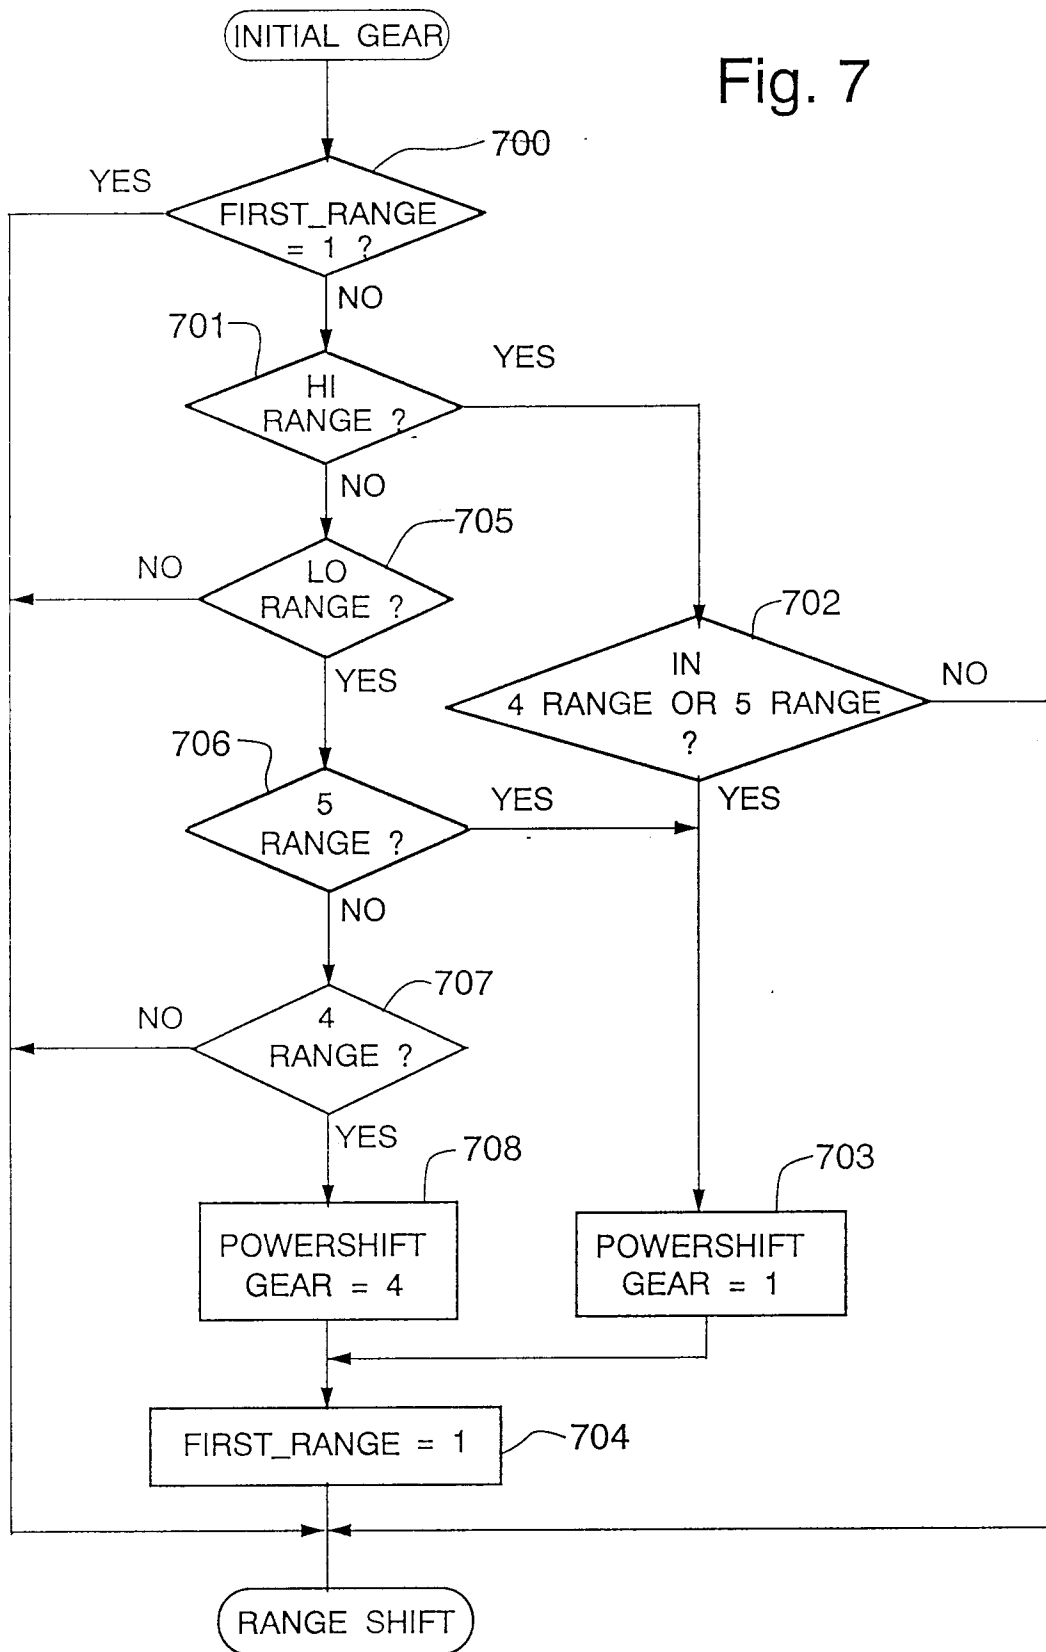 INITIAL GEAR
Fig. 7
700
YES
FIRST_RANGE
= 1 ?
NO
701
YES
HI
RANGE ?
NO
705
NO
LO
RANGE ?
702
YES
IN
4 RANGE OR 5 RANGE
?
NO
706
YES
5
RANGE ?
YES
NO
707
NO
4
RANGE ?
YES
708
703
POWERSHIFT
GEAR = 4
POWERSHIFT
GEAR = 1
FIRST_RANGE = 1
704
RANGE SHIFT